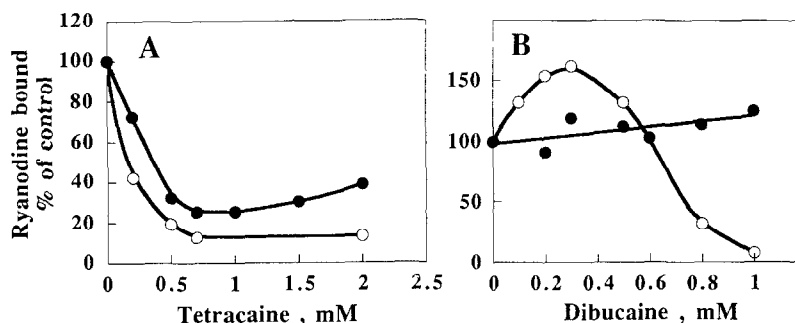 A
B
Ryanodine bound
% of control
120
100
80
60
40
20
0
0 0.5 1 1.5 2 2.5
Tetracaine , mM
150
100
50
0 0.2 0.4 0.6 0.8 1
Dibucaine , mM